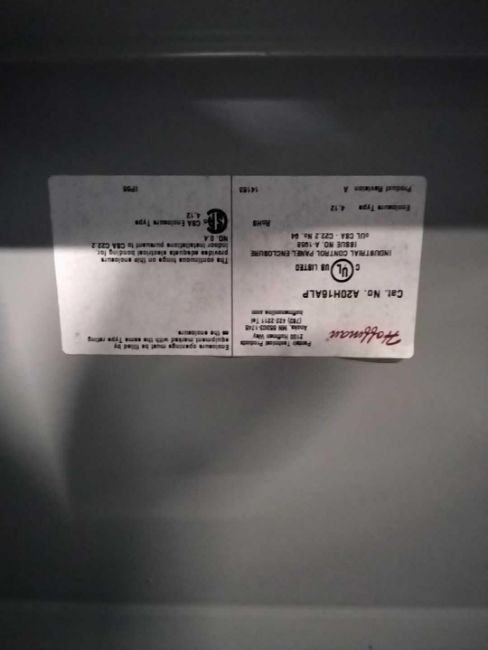 Hoffman
Pentair Technical Products
2100 Hoffman Way
Anoka, MN 55303-1745
(763) 422-2211 Tel
hoffmanonline.com
Cat. No. A20H16ALP
C UL US LISTED
INDUSTRIAL CONTROL PANEL ENCLOSURE
ISSUE NO. A-1058
cUL CSA C22.2 No 94
RoHS
Enclosure Type 4, 12
Product Revision A 14163
Enclosure openings must be filled by
equipment marked with the same Type rating
as the enclosure
The continuous hinge on this enclosure
provides adequate electrical bonding for
indoor installations pursuant to CSA C22.2
NO. 0.4
CSA Enclosure Type
4, 12
IP66